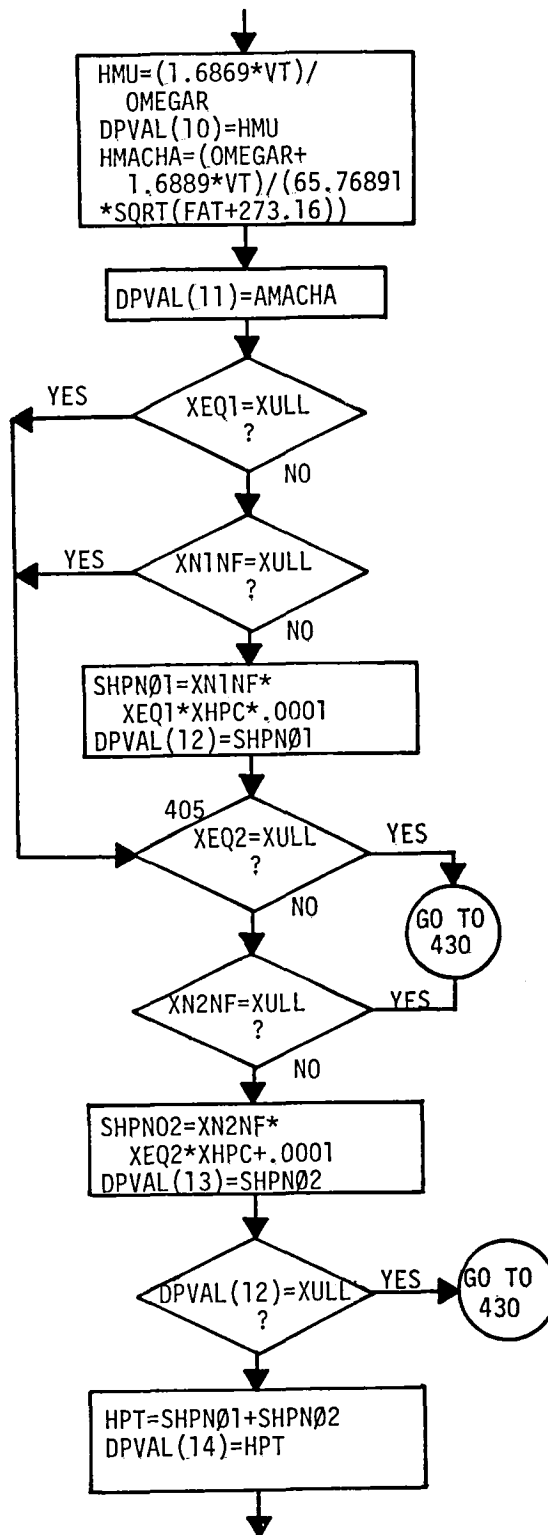 HMU=(1.6869*VT)/
OMEGAR
DPVAL(10)=HMU
HMACHA=(OMEGAR+
1.6889*VT)/(65.76891
*SQRT(FAT+273.16))
DPVAL(11)=AMACHA
YES
XEQ1=XULL
?
NO
YES
XN1NF=XULL
?
NO
SHPNØ1=XN1NF*
XEQ1*XHPC*.0001
DPVAL(12)=SHPNØ1
405
XEQ2=XULL
?
YES
NO
GO TO
430
XN2NF=XULL
?
YES
NO
SHPNO2=XN2NF*
XEQ2*XHPC+.0001
DPVAL(13)=SHPNØ2
DPVAL(12)=XULL
?
YES
GO TO
430
HPT=SHPNØ1+SHPNØ2
DPVAL(14)=HPT